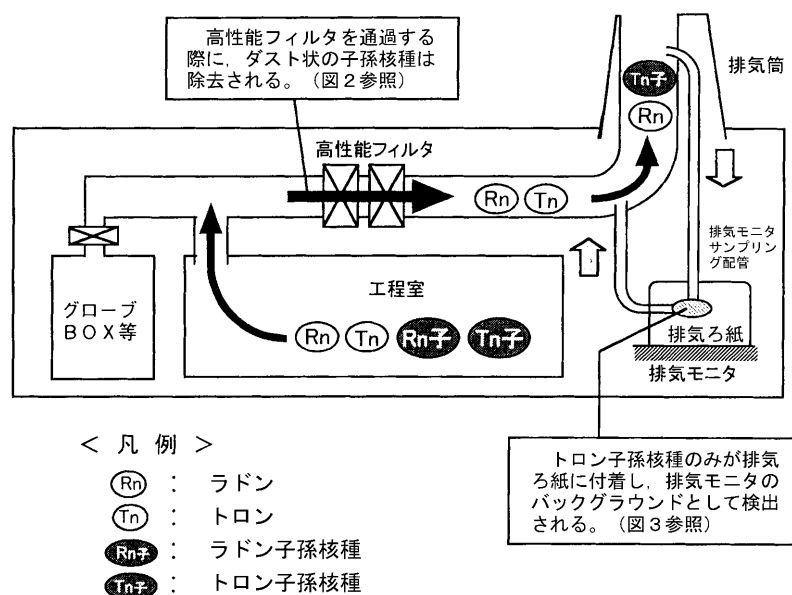 高性能フィルタを通過する
際に，ダスト状の子孫核種は
除去される。（図２参照）
Tn子
Rn
排気筒
高性能フィルタ
Rn
Tn
排気モニタ
サンプリン
グ配管
グローブ
ＢＯＸ等
工程室
Rn
Tn
Rn子
Tn子
排気ろ紙
排気モニタ
＜ 凡 例 ＞
Rn ： ラドン
Tn ： トロン
Rn子 ： ラドン子孫核種
Tn子 ： トロン子孫核種
トロン子孫核種のみが排気
ろ紙に付着し，排気モニタの
バックグラウンドとして検出
される。（図３参照）